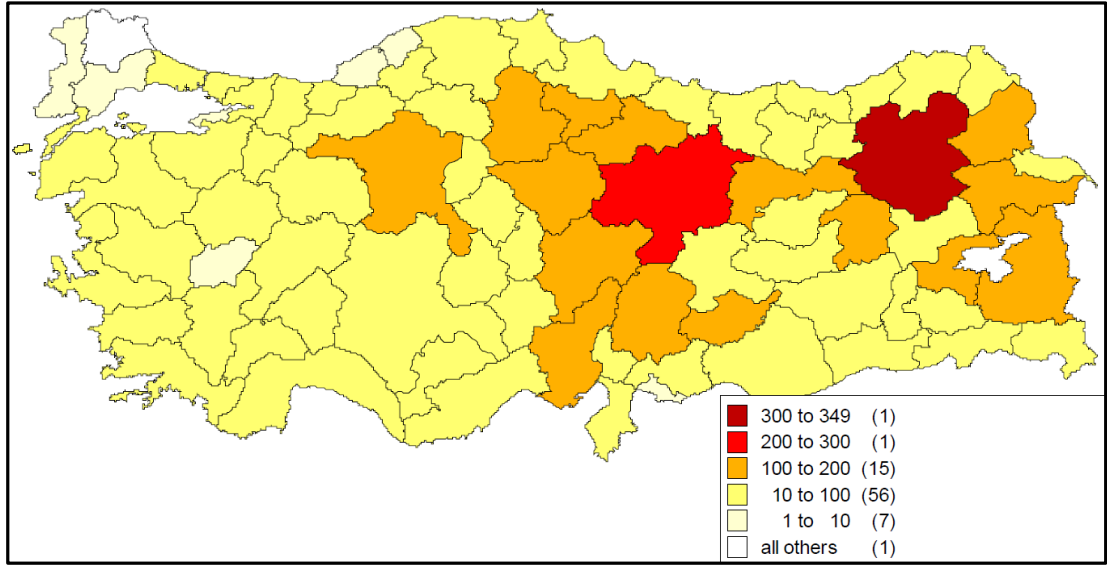 300 to 349 (1)
200 to 300 (1)
100 to 200 (15)
10 to 100 (56)
1 to 10 (7)
all others (1)